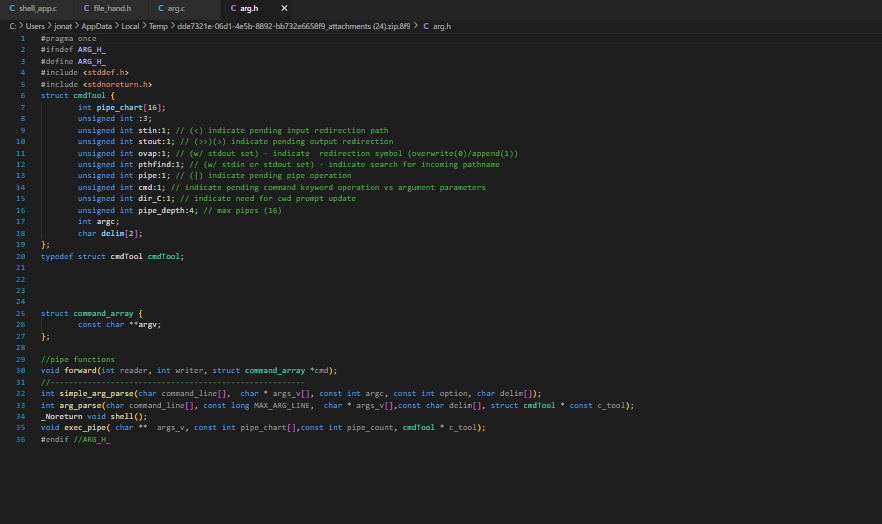 shell_app.c file_hand.h arg.c arg.h
C: > Users > jonat > AppData > Local > Temp > dde7321e-06d1-4e5b-8892-bb732e6658f9_attachments (24).zip.8f9 > arg.h
1 #pragma once
2 #ifndef ARG_H_
3 #define ARG_H_
4 #include <stddef.h>
5 #include <stdnoreturn.h>
6 struct cmdTool {
7 int pipe_chart[16];
8 unsigned int :3;
9 unsigned int stin:1; // (<) indicate pending input redirection path
10 unsigned int stout:1; // (>>)(>) indicate pending output redirection
11 unsigned int ovap:1; // (w/ stdout set) - indicate  redirection symbol (overwrite(0)/append(1))
12 unsigned int pthfind:1; // (w/ stdin or stdout set) - indicate search for incoming pathname
13 unsigned int pipe:1; // (|) indicate pending pipe operation
14 unsigned int cmd:1; // indicate pending command keyword operation vs argument parameters
15 unsigned int dir_C:1; // indicate need for cwd prompt update
16 unsigned int pipe_depth:4; // max pipes (16)
17 int argc;
18 char delim[2];
19 };
20 typedef struct cmdTool cmdTool;
21
22
23
24
25 struct command_array {
26 const char **argv;
27 };
28
29 //pipe functions
30 void forward(int reader, int writer, struct command_array *cmd);
31 //-------------------------------------------------------
32 int simple_arg_parse(char command_line[],  char * args_v[], const int argc, const int option, char delim[]);
33 int arg_parse(char command_line[], const long MAX_ARG_LINE,  char * args_v[],const char delim[], struct cmdTool * const c_tool);
34 _Noreturn void shell();
35 void exec_pipe( char **  args_v, const int pipe_chart[],const int pipe_count, cmdTool * c_tool);
36 #endif //ARG_H_